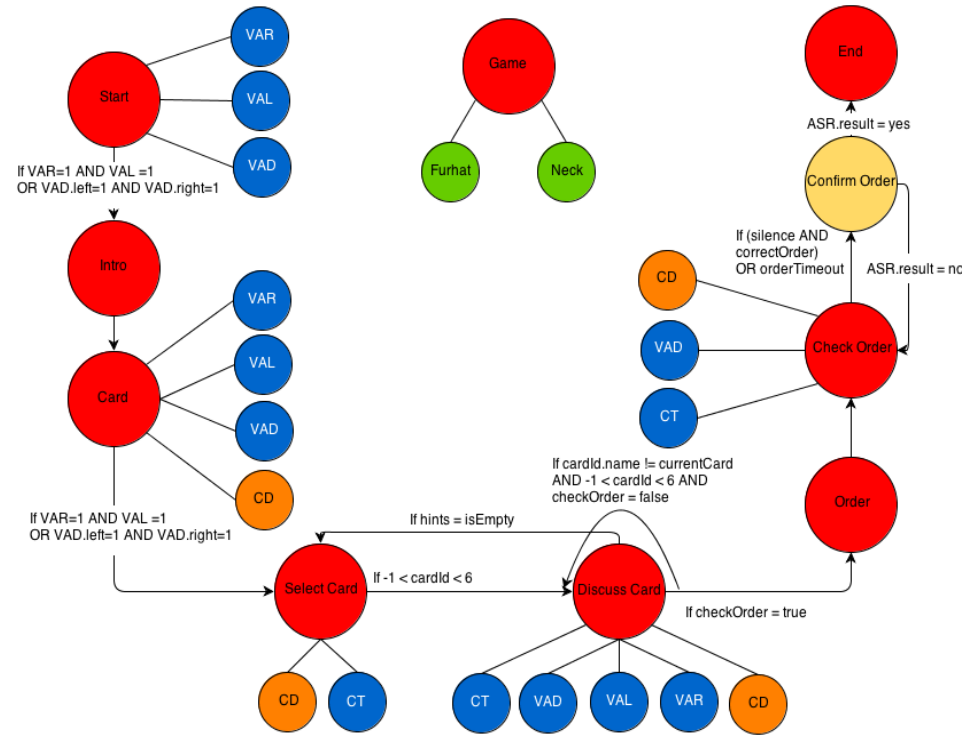 VAR
Start
VAL
VAD
If VAR=1 AND VAL =1
OR VAD.left=1 AND VAD.right=1
Intro
VAR
VAL
Card
VAD
CD
If VAR=1 AND VAL =1
OR VAD.left=1 AND VAD.right=1
Game
Furhat
Neck
End
ASR.result = yes
Confirm Order
If (silence AND
correctOrder)
OR orderTimeout
ASR.result = no
CD
VAD
Check Order
CT
If cardId.name != currentCard
AND -1 < cardId < 6 AND
checkOrder = false
Order
If hints = isEmpty
Select Card
If -1 < cardId < 6
Discuss Card
If checkOrder = true
CD
CT
CT
VAD
VAL
VAR
CD